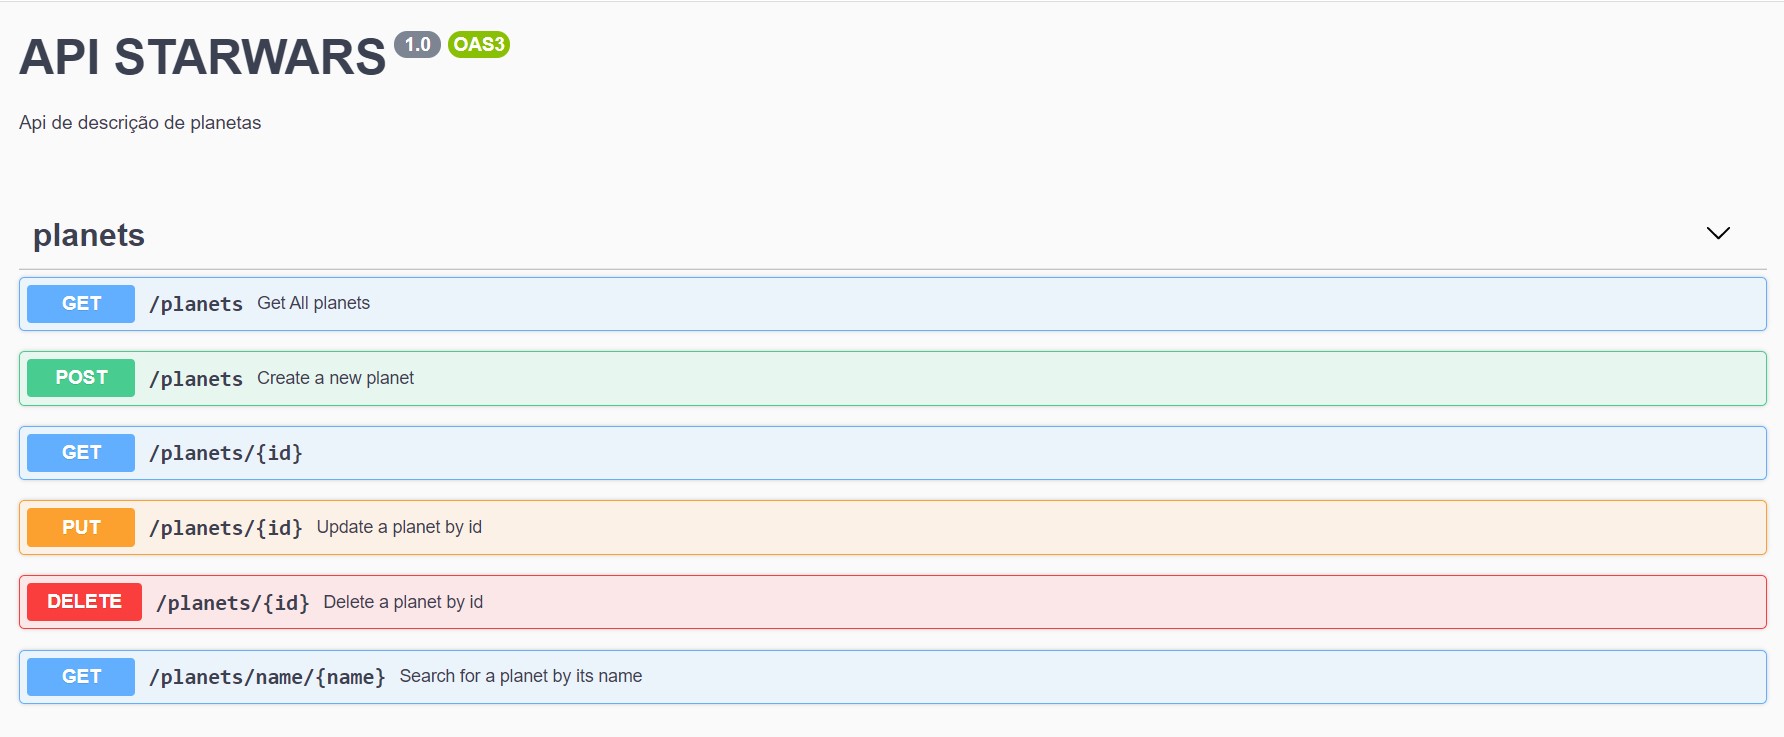 API STARWARS 1.0 OAS3
Api de descrição de planetas
planets
GET /planets Get All planets
POST /planets Create a new planet
GET /planets/{id}
PUT /planets/{id} Update a planet by id
DELETE /planets/{id} Delete a planet by id
GET /planets/name/{name} Search for a planet by its name